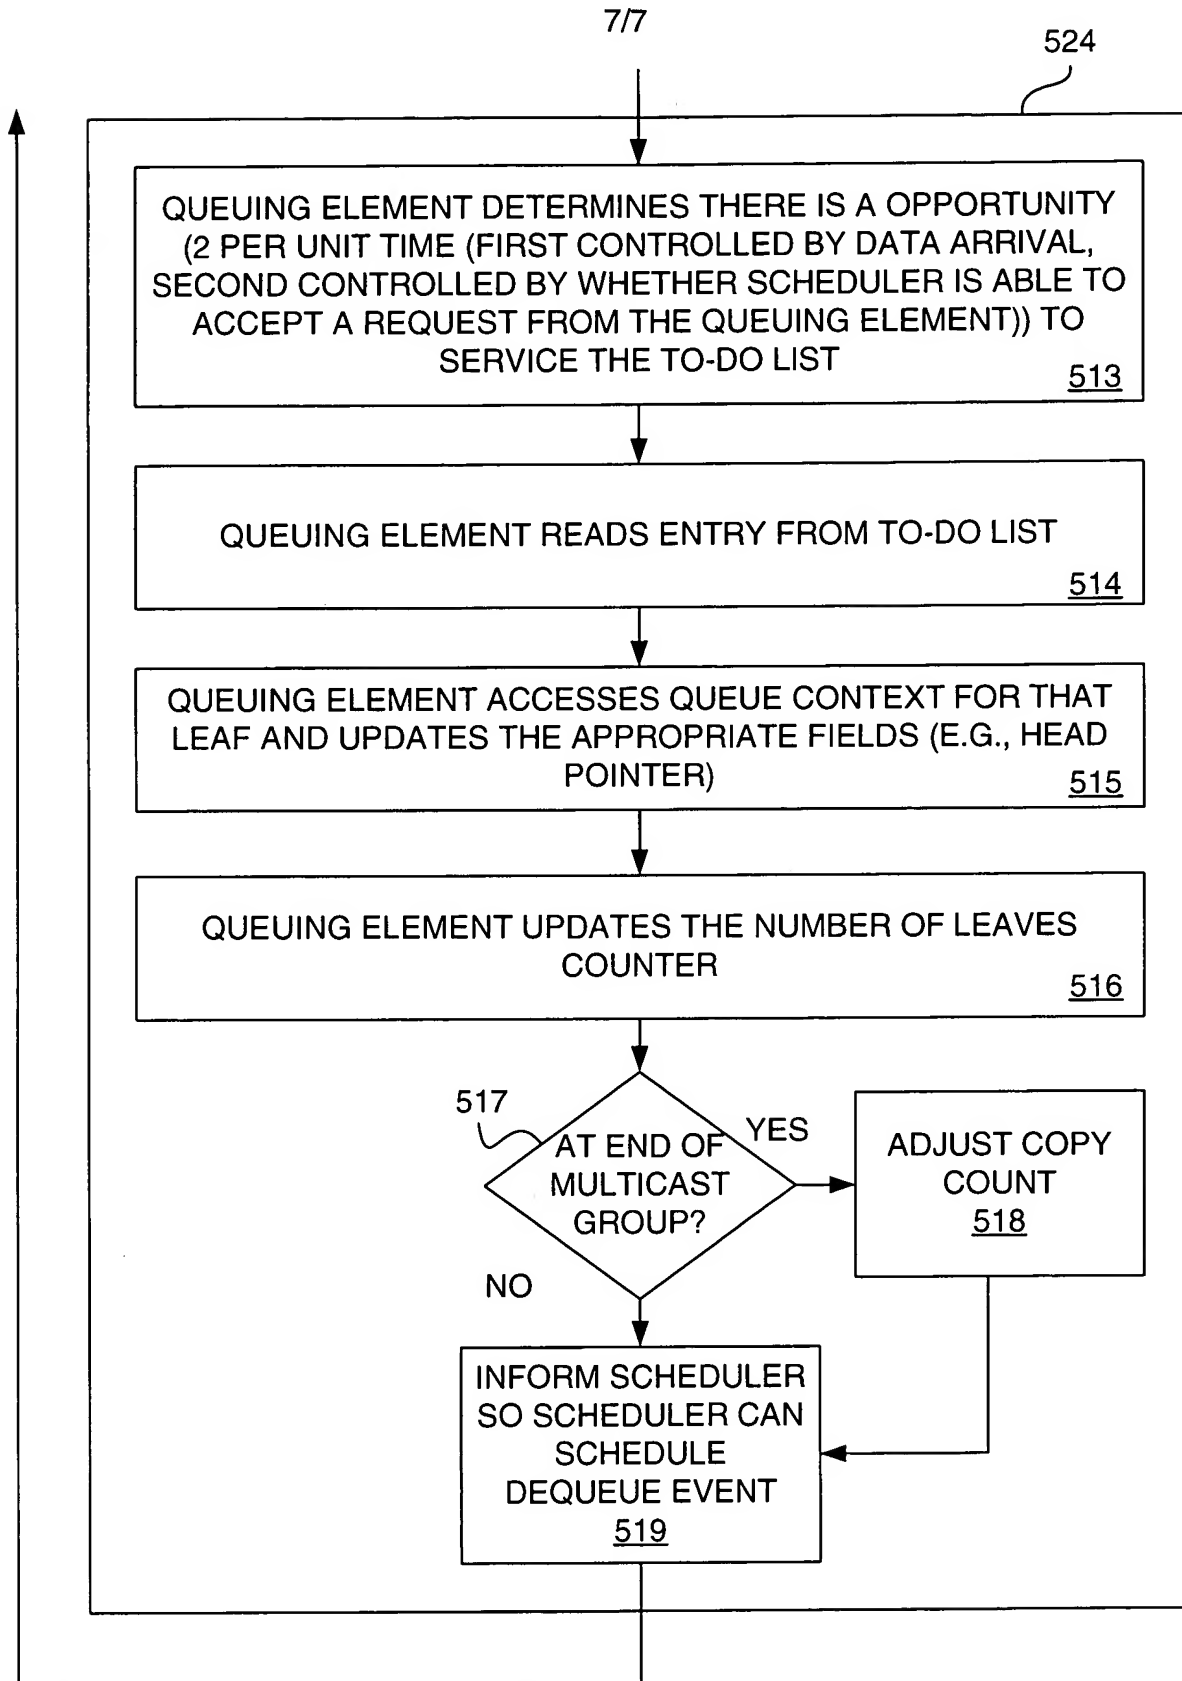 7/7
524
QUEUING ELEMENT DETERMINES THERE IS A OPPORTUNITY
(2 PER UNIT TIME (FIRST CONTROLLED BY DATA ARRIVAL,
SECOND CONTROLLED BY WHETHER SCHEDULER IS ABLE TO
ACCEPT A REQUEST FROM THE QUEUING ELEMENT)) TO
SERVICE THE TO-DO LIST
513
QUEUING ELEMENT READS ENTRY FROM TO-DO LIST
514
QUEUING ELEMENT ACCESSES QUEUE CONTEXT FOR THAT
LEAF AND UPDATES THE APPROPRIATE FIELDS (E.G., HEAD
POINTER)
515
QUEUING ELEMENT UPDATES THE NUMBER OF LEAVES
COUNTER
516
517
AT END OF
MULTICAST
GROUP?
YES
ADJUST COPY
COUNT
518
NO
INFORM SCHEDULER
SO SCHEDULER CAN
SCHEDULE
DEQUEUE EVENT
519